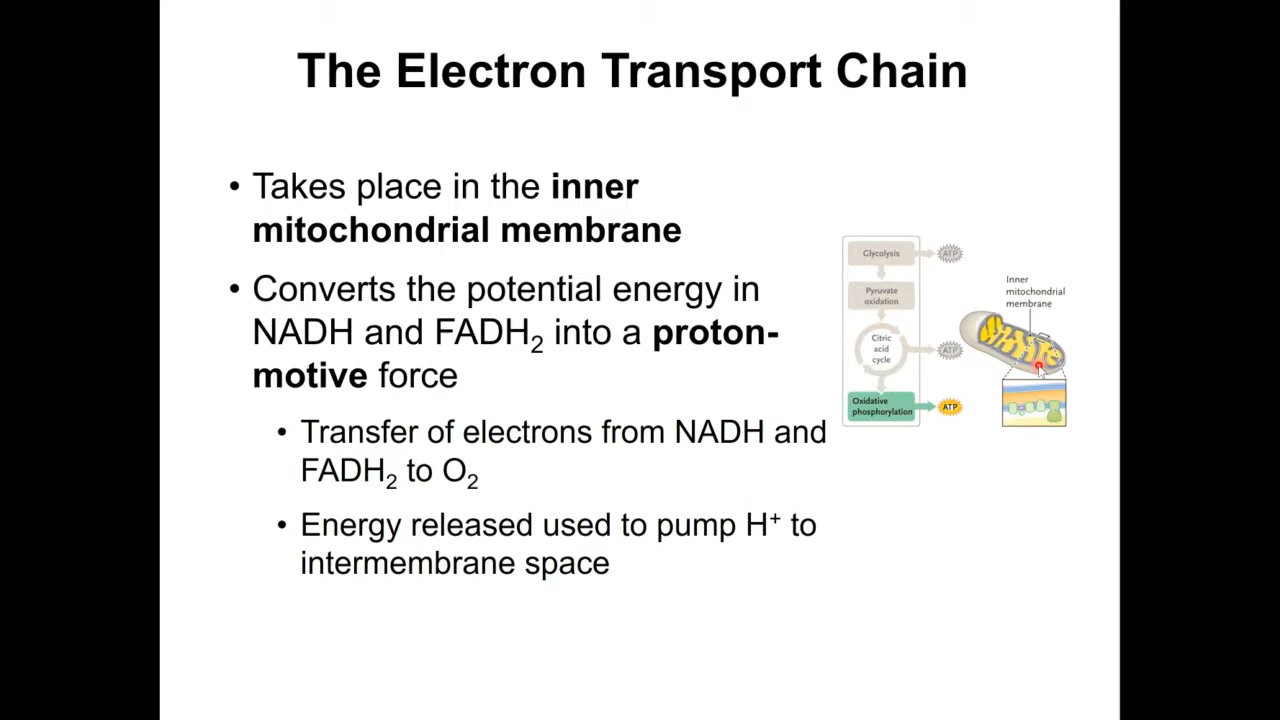 The Electron Transport Chain
• Takes place in the inner
mitochondrial membrane
• Converts the potential energy in
NADH and FADH₂ into a proton-
motive force
• Transfer of electrons from NADH and
FADH₂ to O₂
• Energy released used to pump H⁺ to
intermembrane space
Glycolysis
ATP
Pyruvate
oxidation
Citric
acid
cycle
ATP
Oxidative
phosphorylation
ATP
Inner
mitochondrial
membrane